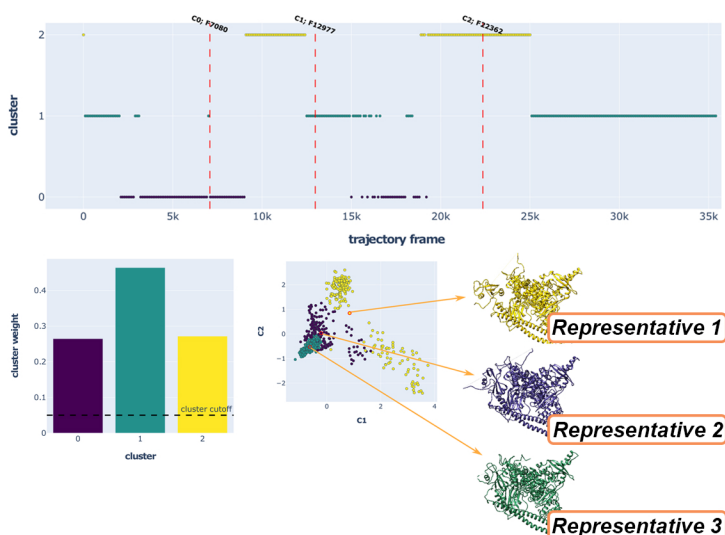 C0; F7080
C1; F12977
C2; F22362
2
1
0
cluster
0
5k
10k
15k
20k
25k
30k
35k
trajectory frame
0.4
0.3
0.2
0.1
0
cluster weight
cluster cutoff
0
1
2
cluster
2
1
0
−1
−2
C2
0
2
4
C1
Representative 1
Representative 2
Representative 3